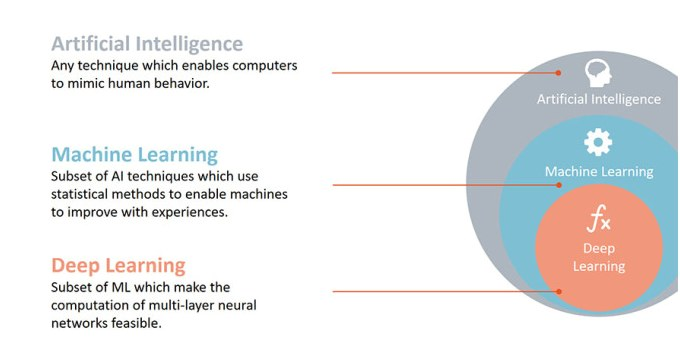 Artificial Intelligence
Any technique which enables computers
to mimic human behavior.
Machine Learning
Subset of AI techniques which use
statistical methods to enable machines
to improve with experiences.
Deep Learning
Subset of ML which make the
computation of multi-layer neural
networks feasible.
Artificial Intelligence
Machine Learning
fx
Deep
Learning